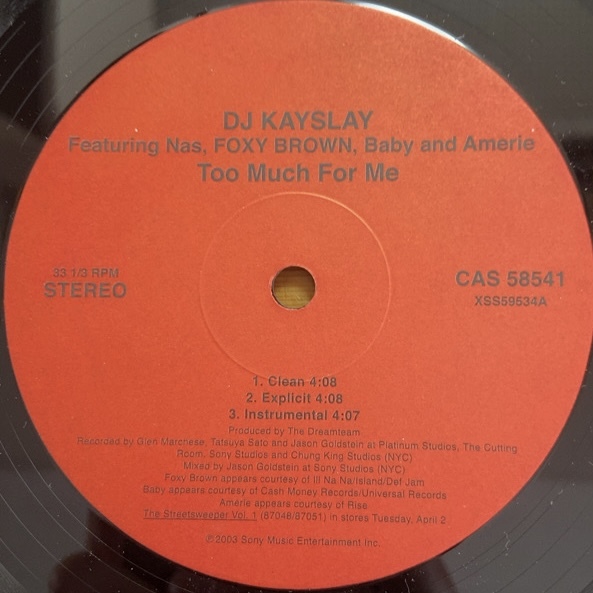 DJ KAYSLAY
Featuring Nas, FOXY BROWN, Baby and Amerie
Too Much For Me
33 1/3 RPM
STEREO
CAS 58541
XSS59534A
1. Clean 4:08
2. Explicit 4:08
3. Instrumental 4:07
Produced by The Dreamteam
Recorded by Glen Marchese, Tatsuya Sato and Jason Goldstein at Platinum Studios, The Cutting
Room, Sony Studios and Chung King Studios (NYC)
Mixed by Jason Goldstein at Sony Studios (NYC)
Foxy Brown appears courtesy of Ill Na Na/Island/Def Jam
Baby appears courtesy of Cash Money Records/Universal Records
Amerie appears courtesy of Rise
The Streetsweeper Vol. 1 (87048/87051) in stores Tuesday, April 2
℗©2003 Sony Music Entertainment Inc.